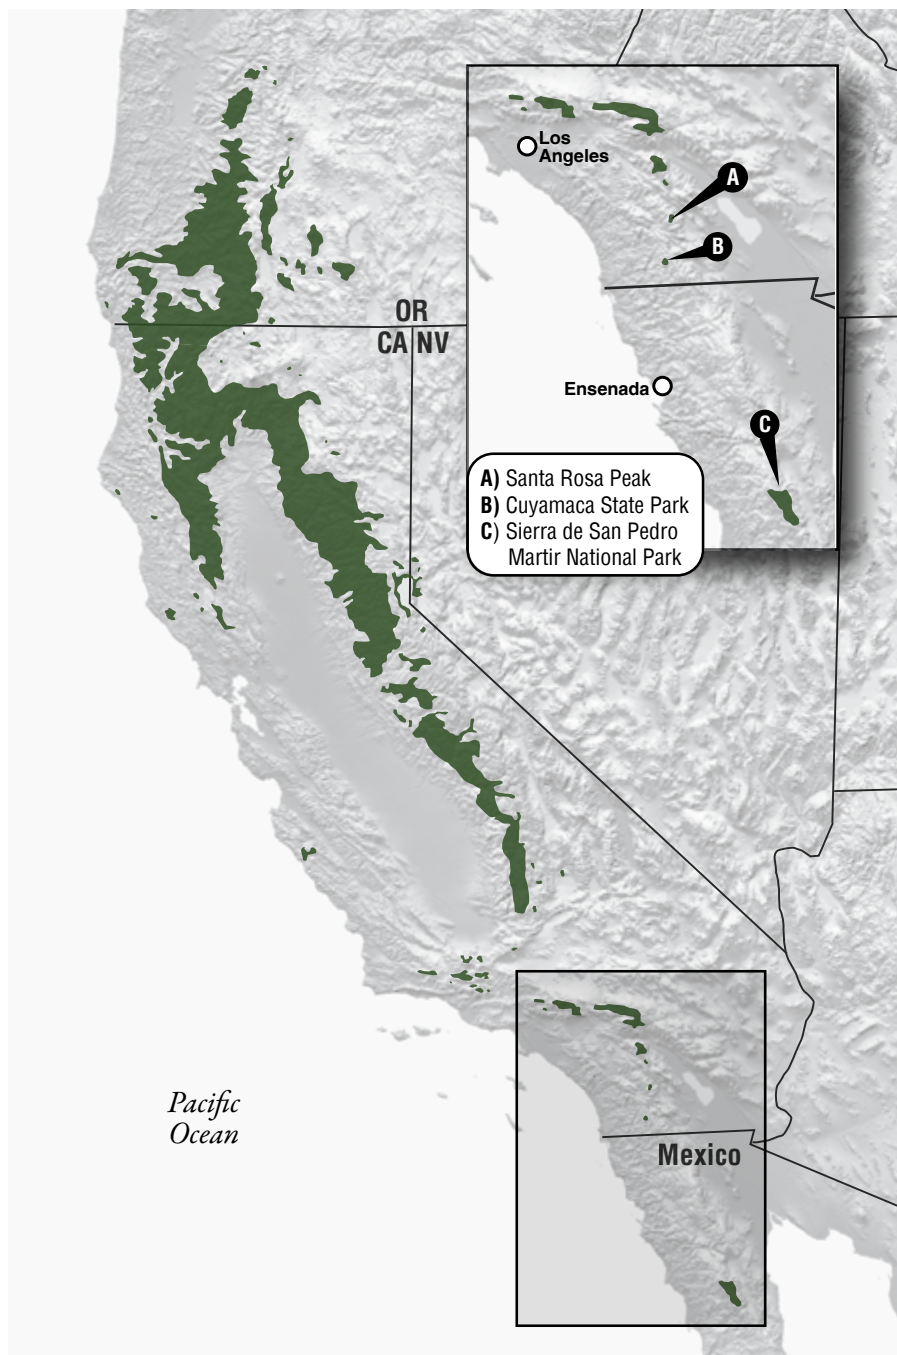 Los
Angeles
A
B
OR
CA NV
Ensenada
C
A) Santa Rosa Peak
B) Cuyamaca State Park
C) Sierra de San Pedro
Martir National Park
Pacific
Ocean
Mexico